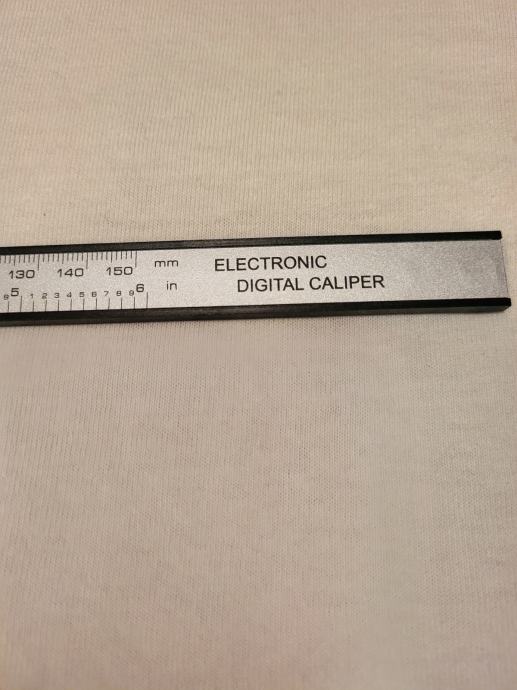 130 140 150 mm
ELECTRONIC
DIGITAL CALIPER
9 5 1 2 3 4 5 6 7 8 9 6 in